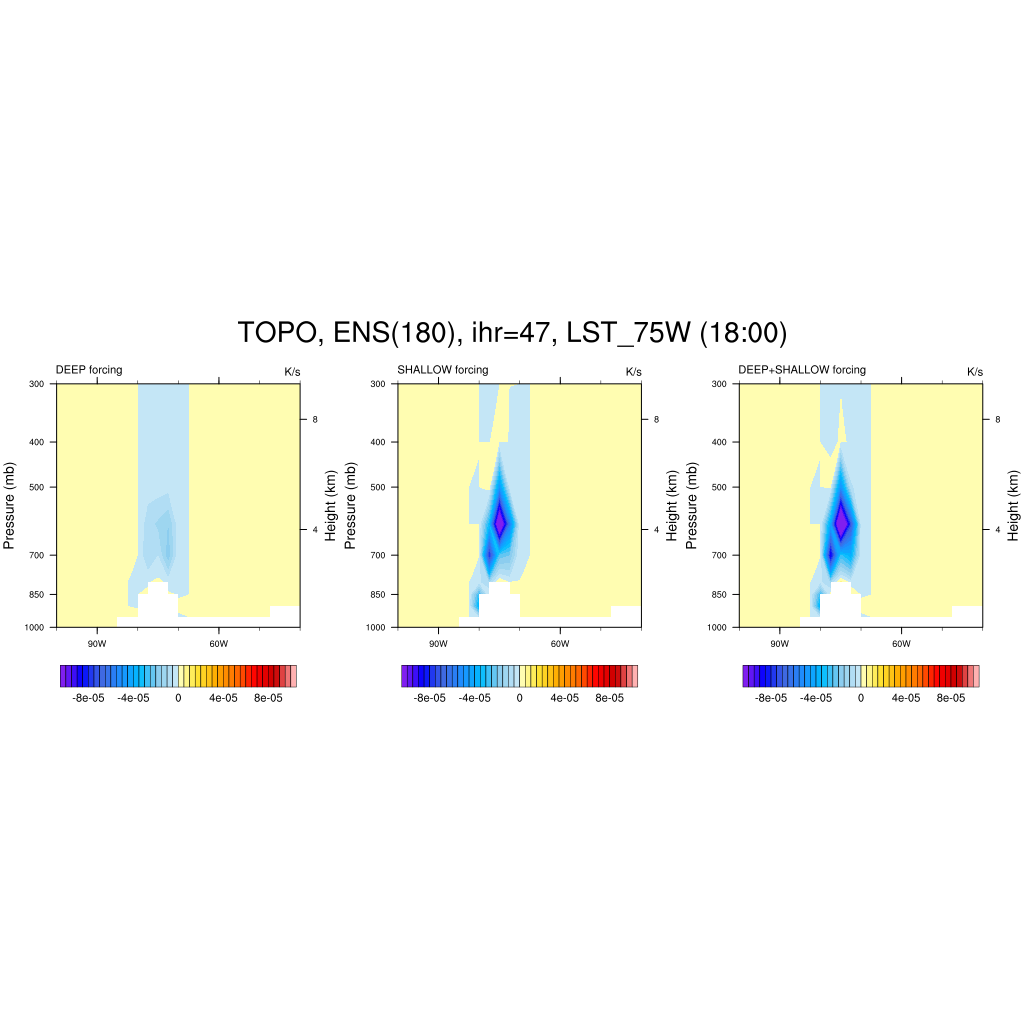 TOPO, ENS(180), ihr=47, LST_75W (18:00)
DEEP forcing K/s
SHALLOW forcing K/s
DEEP+SHALLOW forcing K/s
Pressure (mb)
300
400
500
700
850
1000
8
4
Height (km)
90W 60W
-8e-05 -4e-05 0 4e-05 8e-05
Pressure (mb)
300
400
500
700
850
1000
8
4
Height (km)
90W 60W
-8e-05 -4e-05 0 4e-05 8e-05
Pressure (mb)
300
400
500
700
850
1000
8
4
Height (km)
90W 60W
-8e-05 -4e-05 0 4e-05 8e-05